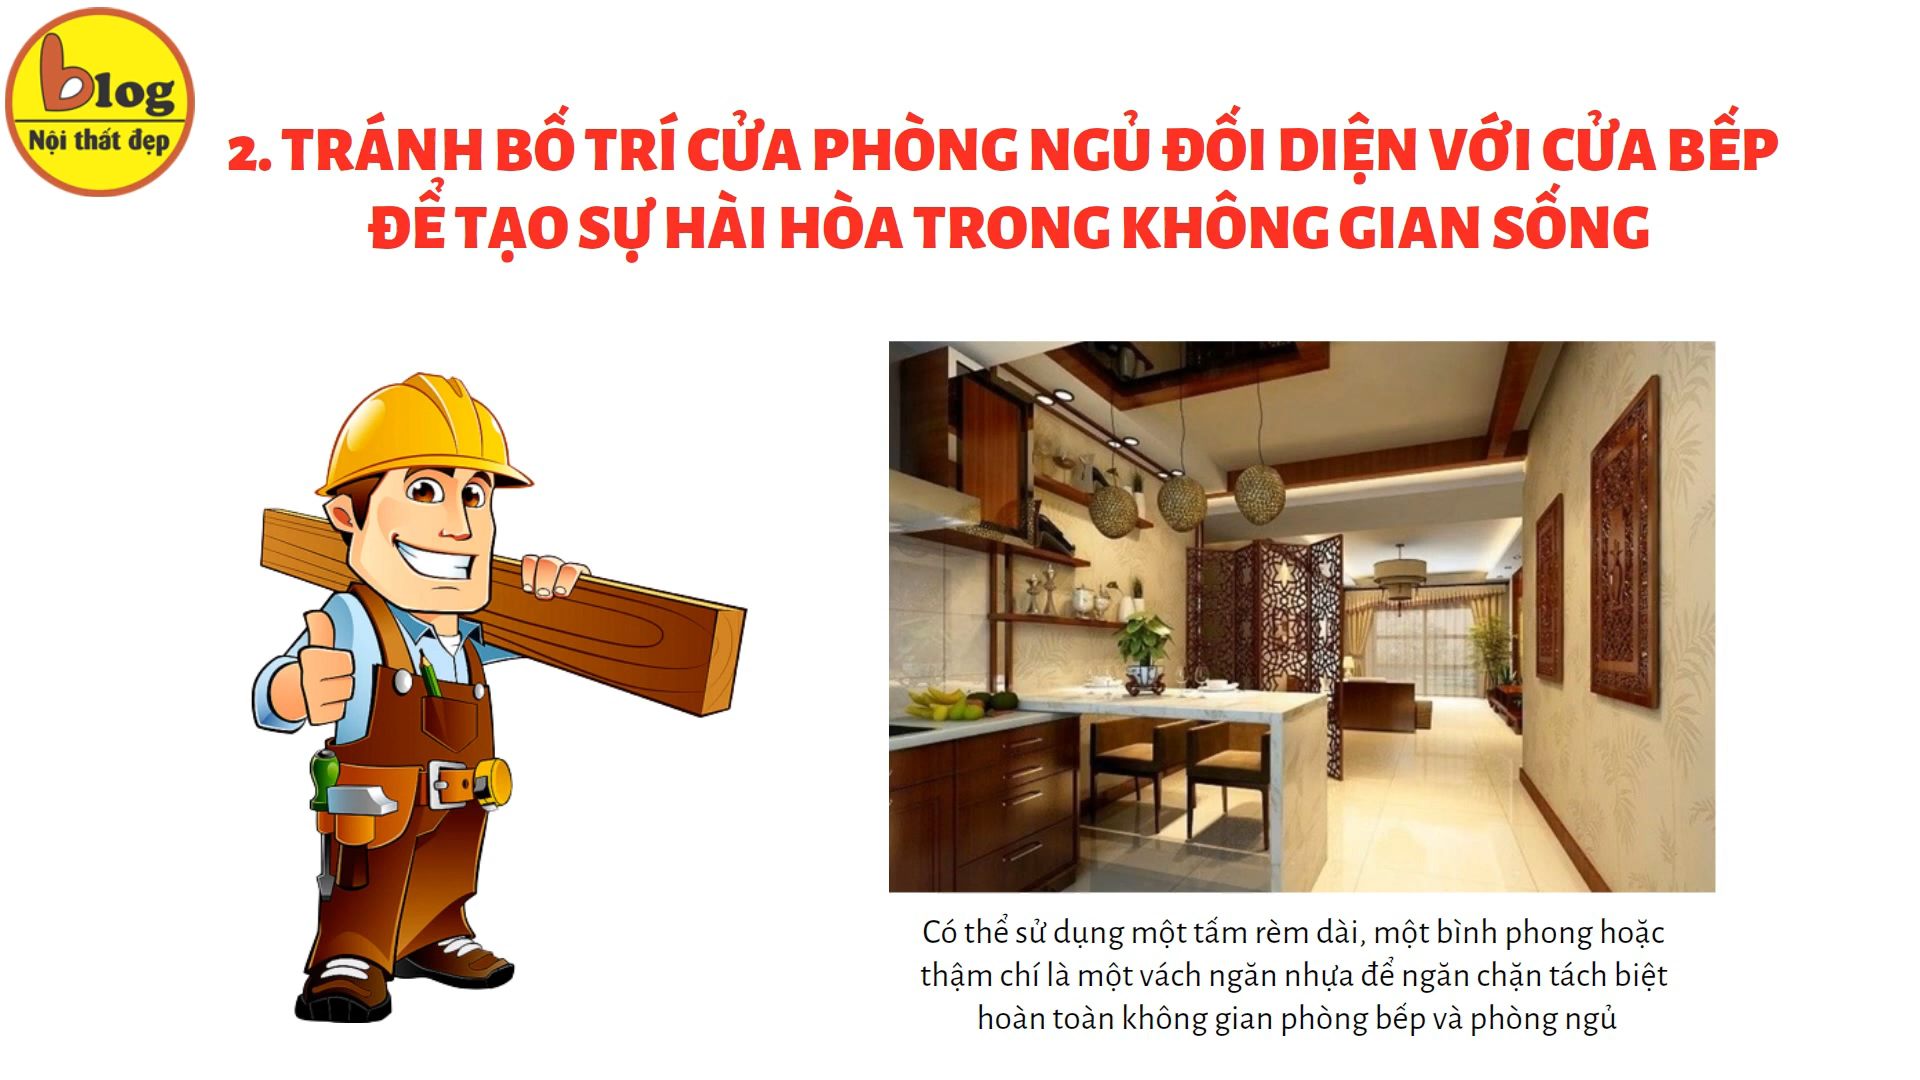 blog
Nội thất đẹp
2. TRÁNH BỐ TRÍ CỬA PHÒNG NGỦ ĐỐI DIỆN VỚI CỬA BẾP
ĐỂ TẠO SỰ HÀI HÒA TRONG KHÔNG GIAN SỐNG
Có thể sử dụng một tấm rèm dài, một bình phong hoặc
thậm chí là một vách ngăn nhựa để ngăn chặn tách biệt
hoàn toàn không gian phòng bếp và phòng ngủ